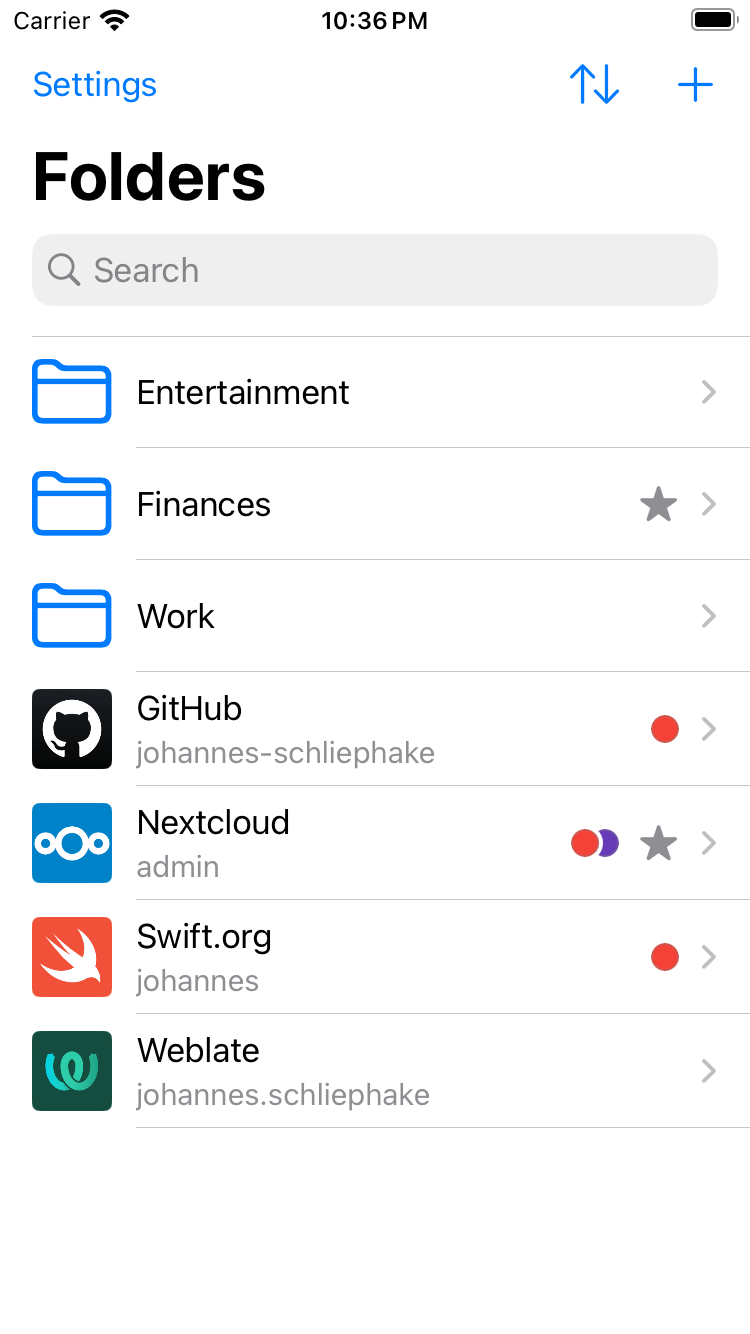 Carrier 10:36 PM
Settings
Folders
Search
Entertainment
Finances
Work
GitHub
johannes-schliephake
Nextcloud
admin
Swift.org
johannes
Weblate
johannes.schliephake